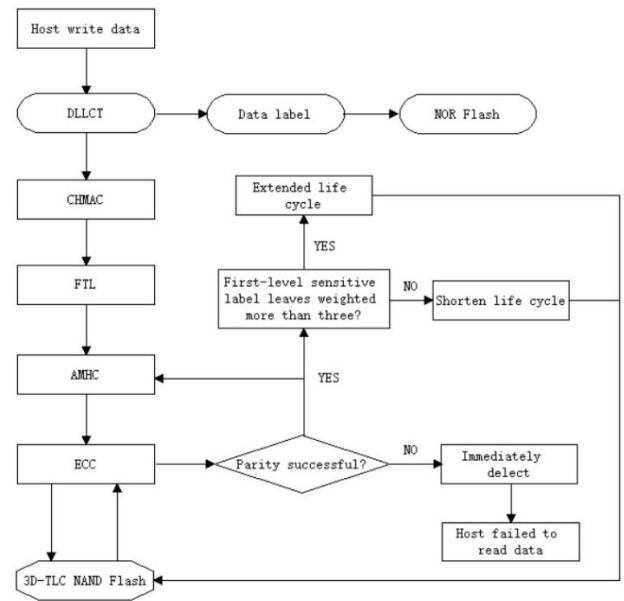 Host write data
DLLCT
Data label
NOR Flash
CHMAC
Extended life
cycle
YES
FTL
First-level sensitive
label leaves weighted
more than three?
NO
Shorten life cycle
AMHC
YES
ECC
Parity successful?
NO
Immediately
delect
Host failed to
read data
3D-TLC NAND Flash